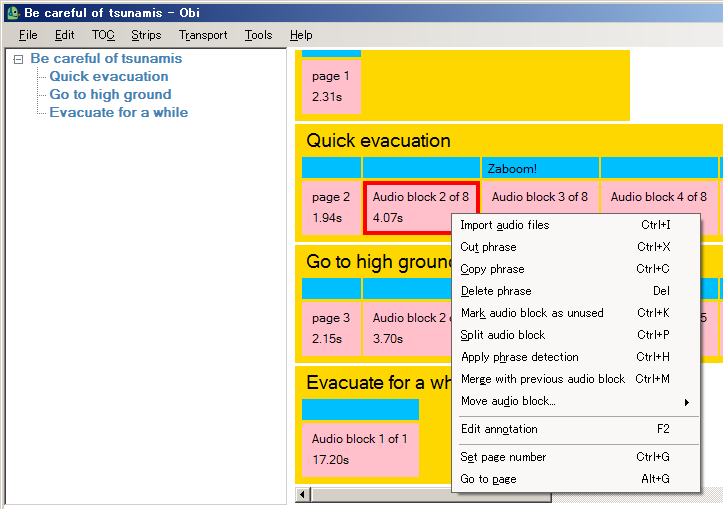 Be careful of tsunamis - Obi
File Edit TOC Strips Transport Tools Help
Be careful of tsunamis
Quick evacuation
Go to high ground
Evacuate for a while
page 1
2.31s
Quick evacuation
Zaboom!
page 2 Audio block 2 of 8 Audio block 3 of 8 Audio block 4 of 8
1.94s 4.07s
Go to high ground
page 3 Audio block 2
2.15s 3.70s
Evacuate for a wh
Audio block 1 of 1
17.20s
Import audio files Ctrl+I
Cut phrase Ctrl+X
Copy phrase Ctrl+C
Delete phrase Del
Mark audio block as unused Ctrl+K
Split audio block Ctrl+P
Apply phrase detection Ctrl+H
Merge with previous audio block Ctrl+M
Move audio block...
Edit annotation F2
Set page number Ctrl+G
Go to page Alt+G